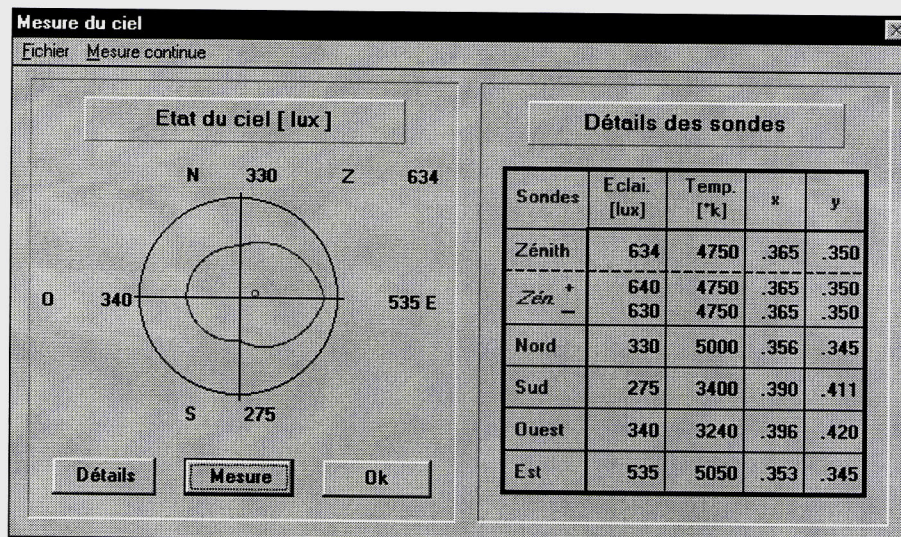 Mesure du ciel
Fichier Mesure continue
Etat du ciel [ lux ]
N 330 Z 634
O 340 535 E
S 275
Détails Mesure Ok
Détails des sondes
Sondes Eclai. [lux] Temp. [°k] x y
Zénith 634 4750 .365 .350
Zén. + 640 4750 .365 .350
— 630 4750 .365 .350
Nord 330 5000 .356 .345
Sud 275 3400 .390 .411
Ouest 340 3240 .396 .420
Est 535 5050 .353 .345